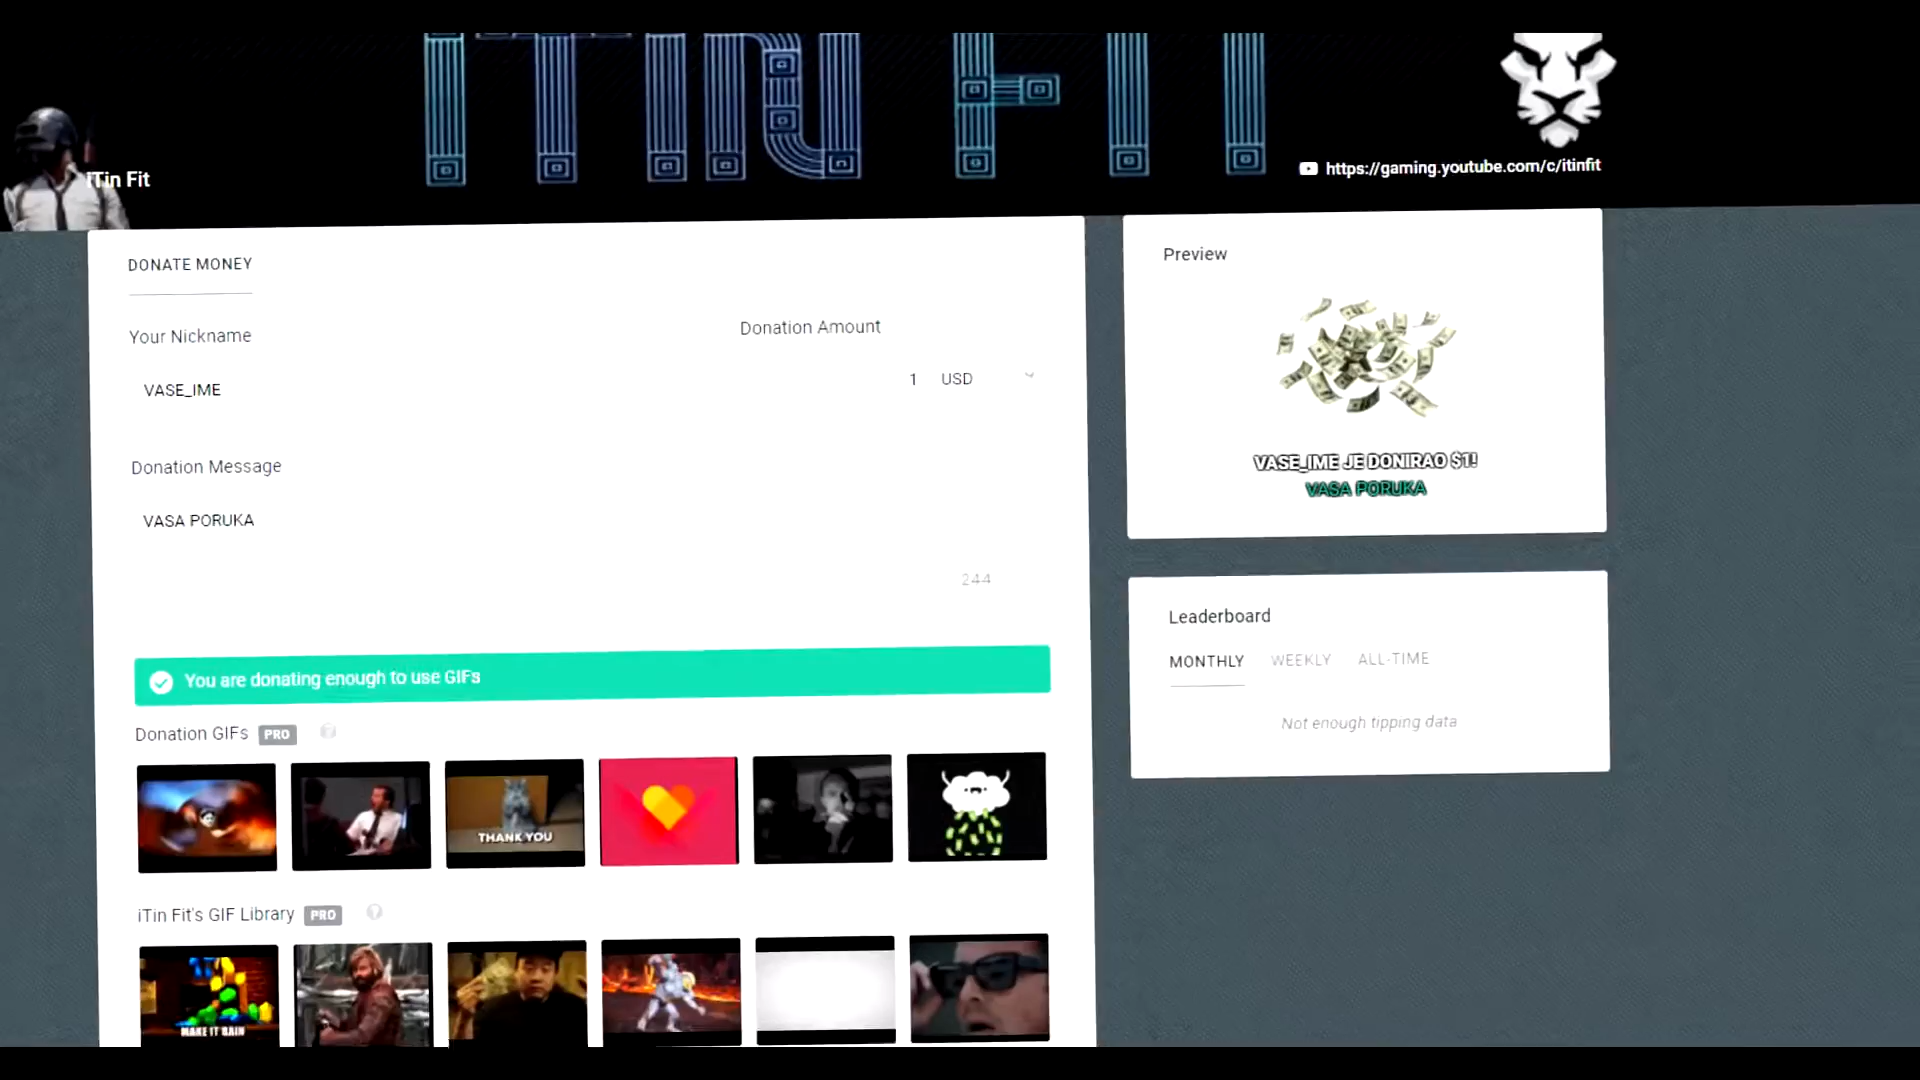 iTiN FiT
iTin Fit
https://gaming.youtube.com/c/itinfit
DONATE MONEY
Your Nickname
Donation Amount
VASE_IME
1 USD
Donation Message
VASA PORUKA
244
You are donating enough to use GIFs
Donation GIFs PRO ?
THANK YOU
iTin Fit's GIF Library PRO ?
MAKE IT RAIN
Preview
VASE_IME JE DONIRAO $1!
VASA PORUKA
Leaderboard
MONTHLY WEEKLY ALL-TIME
Not enough tipping data